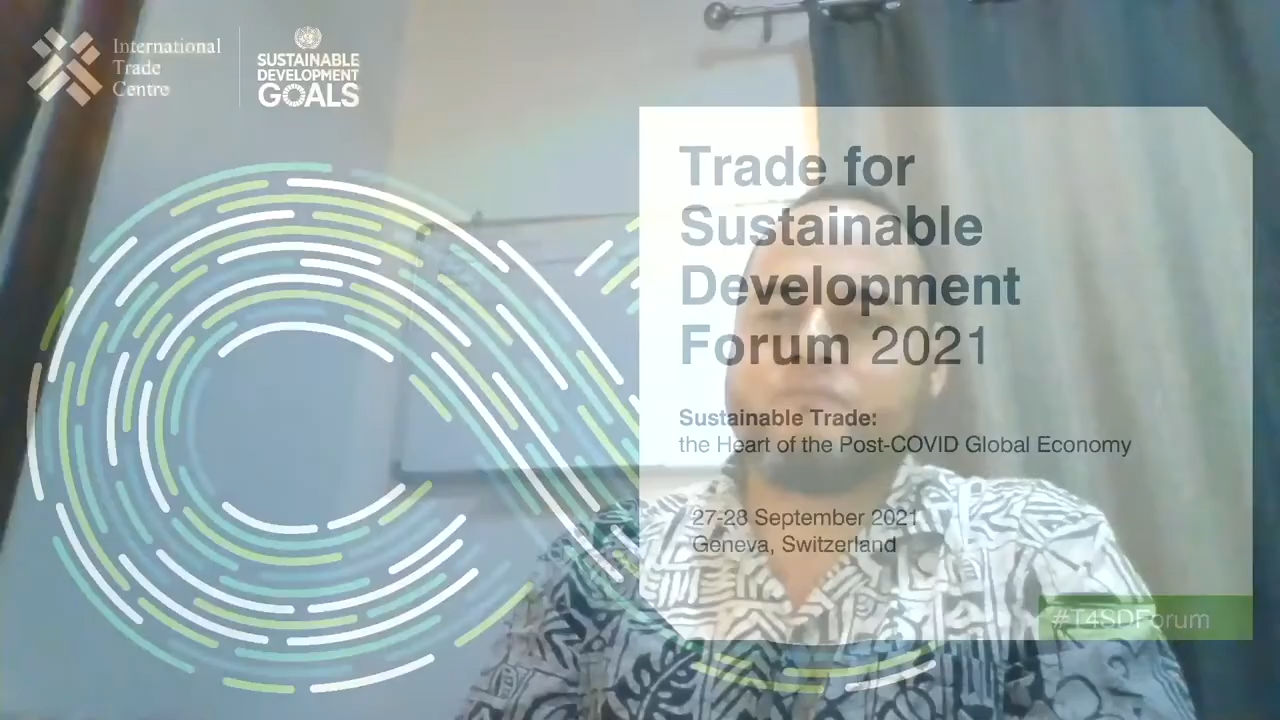 International
Trade
Centre
SUSTAINABLE
DEVELOPMENT
GOALS
Trade for
Sustainable
Development
Forum 2021
Sustainable Trade:
the Heart of the Post-COVID Global Economy
27-28 September 2021
Geneva, Switzerland
#T4SDForum